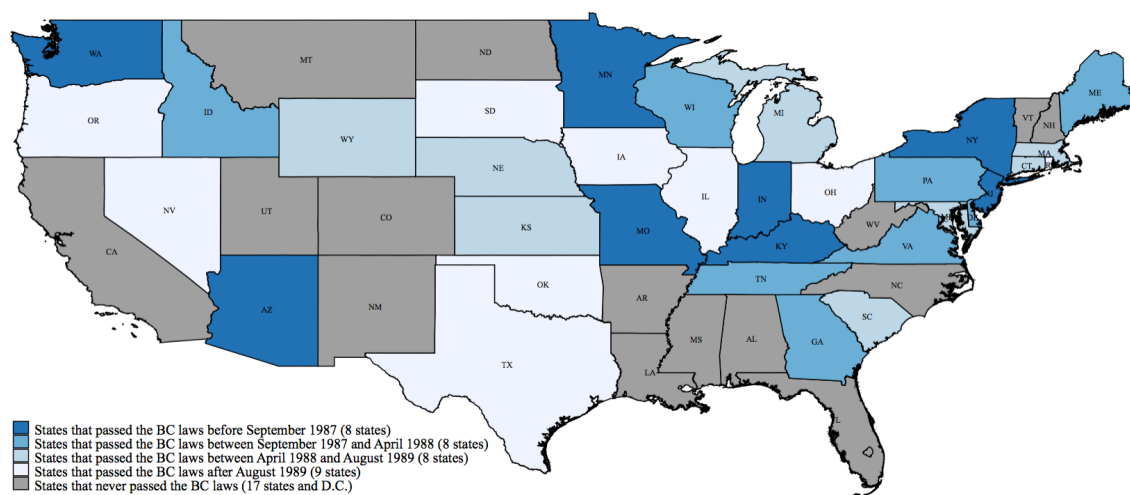 WA
MT
ND
MN
ME
VT
NH
OR
ID
SD
WI
MI
NY
WY
MA
CT
R
IA
NE
PA
NJ
NV
UT
CO
KS
MO
IL
IN
OH
WV
DE
VA
KY
CA
AZ
NM
OK
AR
TN
NC
SC
MS
AL
GA
TX
LA
States that passed the BC laws before September 1987 (8 states)
States that passed the BC laws between September 1987 and April 1988 (8 states)
States that passed the BC laws between April 1988 and August 1989 (8 states)
States that passed the BC laws after August 1989 (9 states)
States that never passed the BC laws (17 states and D.C.)